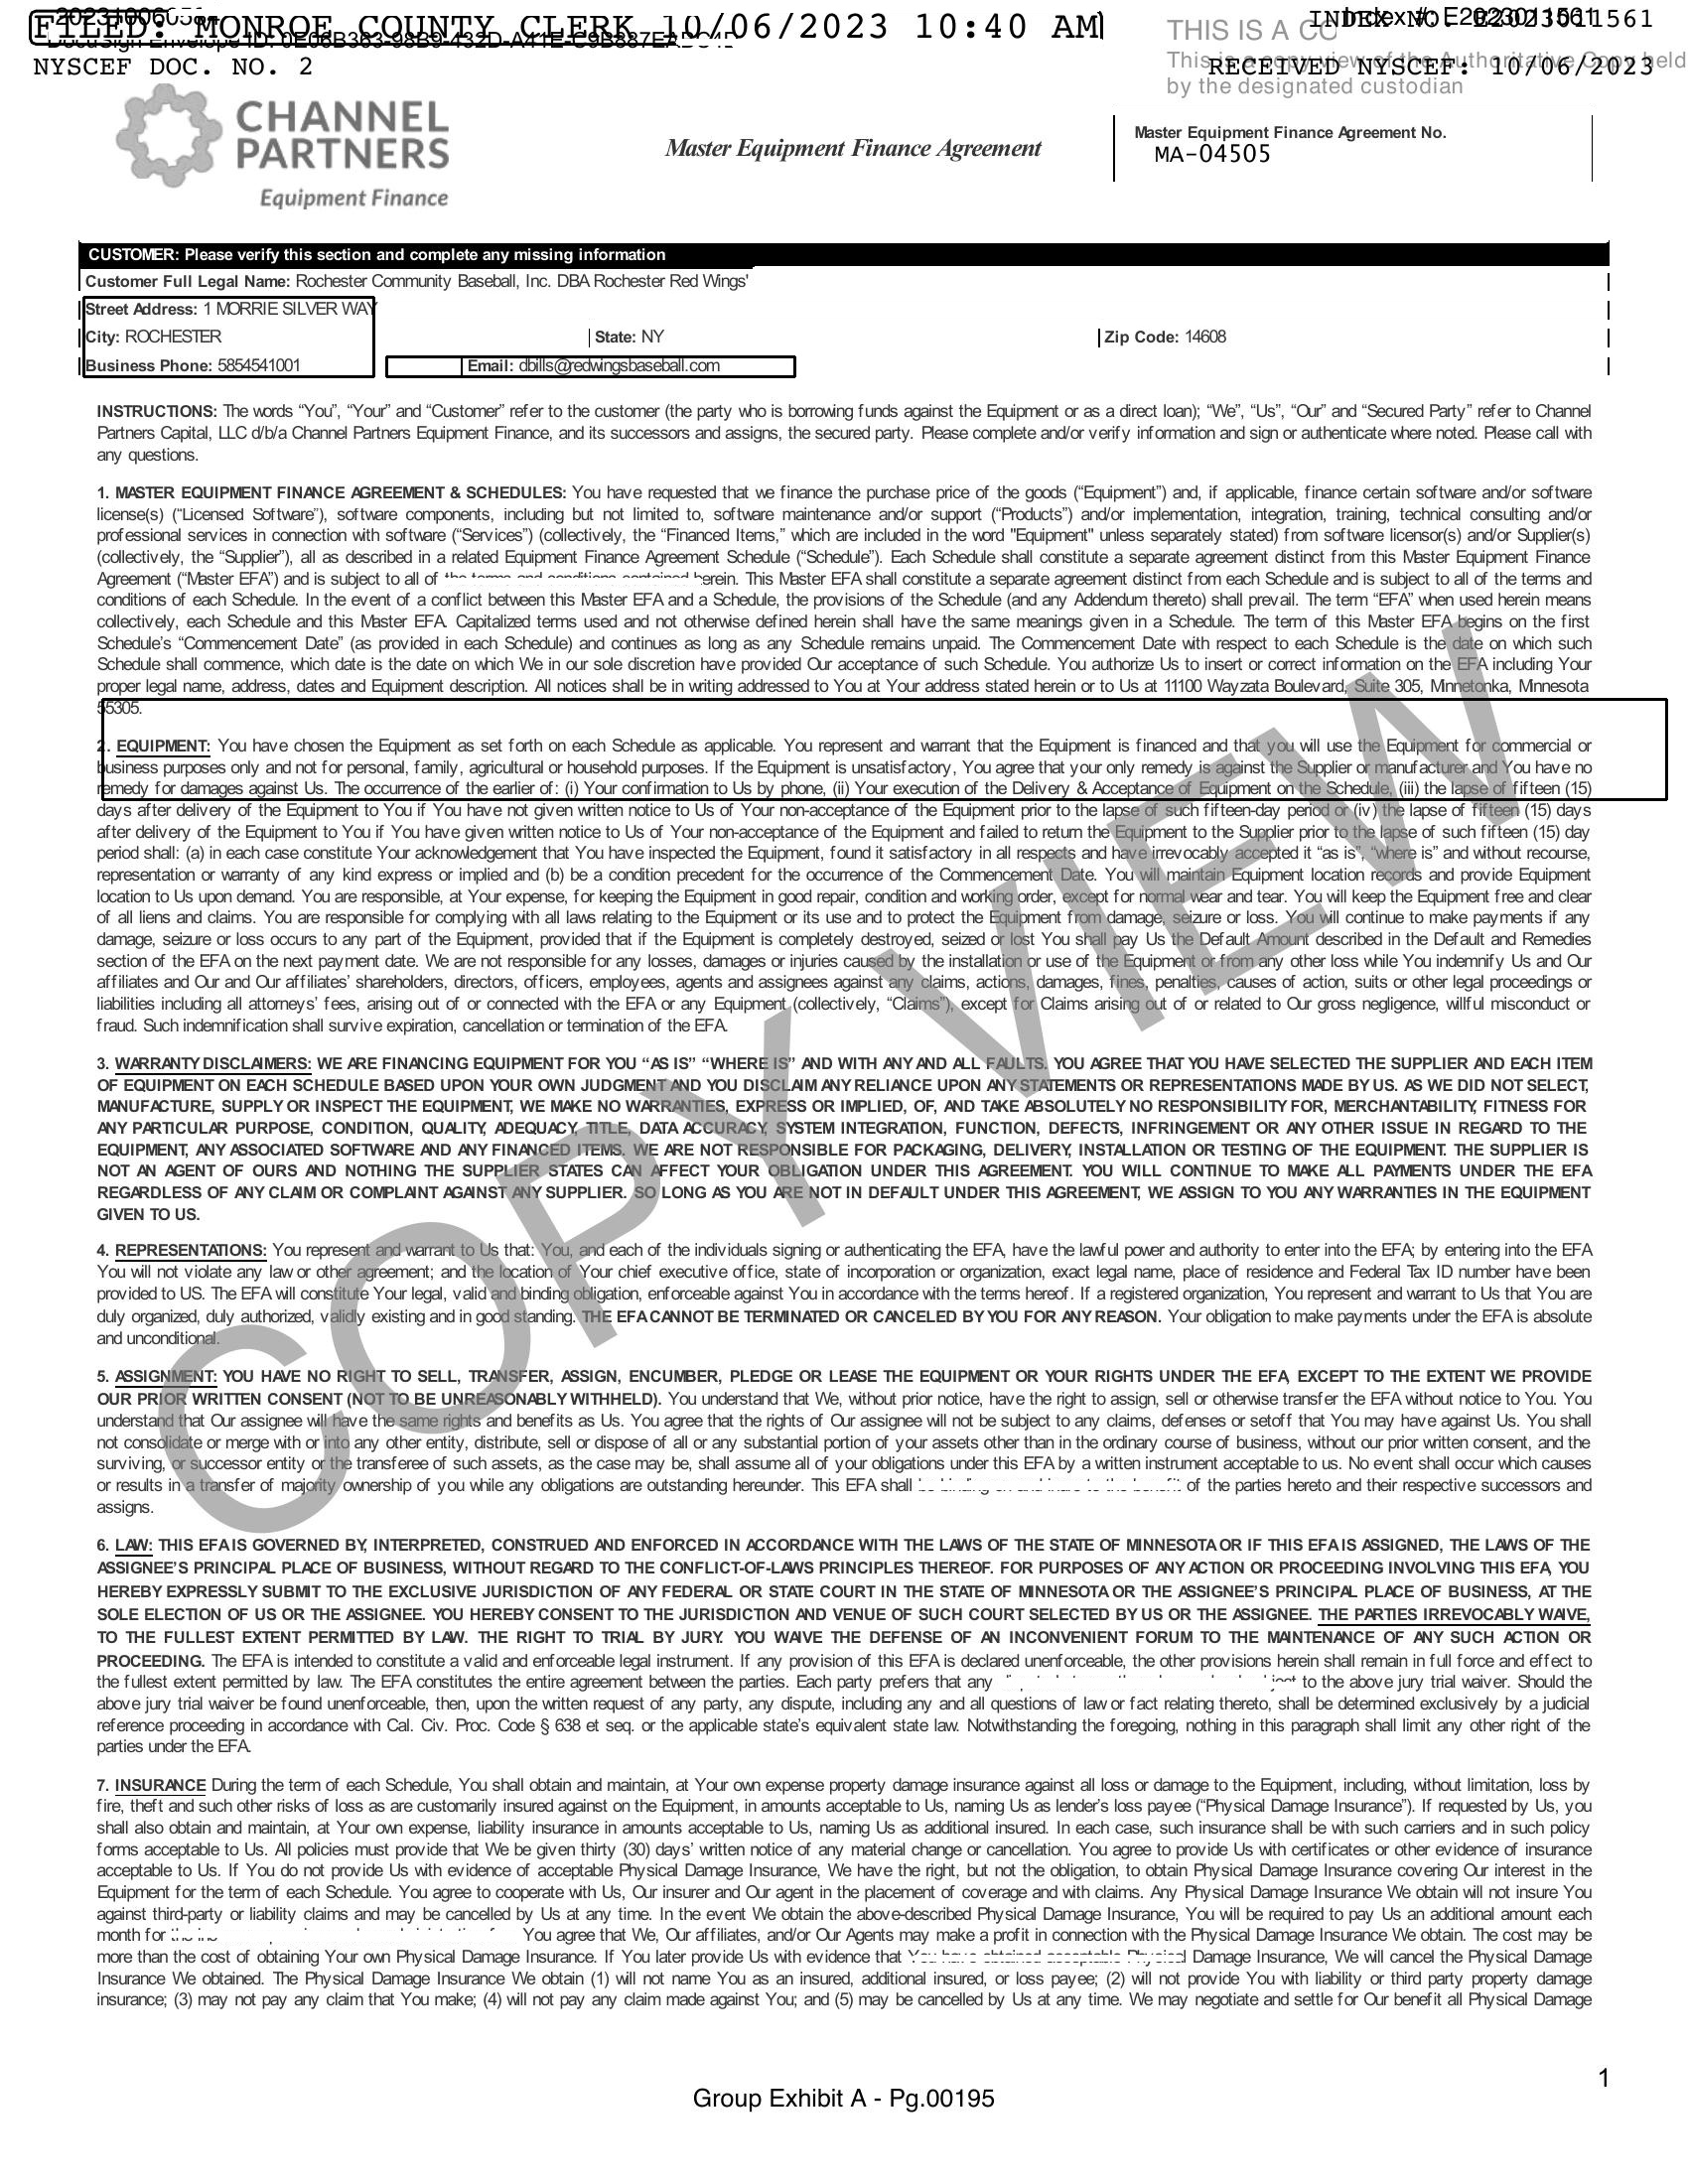 FILED: MONROE COUNTY CLERK 10/06/2023 10:40 AM
INDEX NO. E2023011561
NYSCEF DOC. NO. 2
RECEIVED NYSCEF: 10/06/2023
THIS IS A
This is a copy view of the Authoritative Copy held
by the designated custodian
CHANNEL
PARTNERS
Equipment Finance
Master Equipment Finance Agreement
Master Equipment Finance Agreement No.
MA-04505
CUSTOMER: Please verify this section and complete any missing information
Customer Full Legal Name: Rochester Community Baseball, Inc. DBA Rochester Red Wings'
Street Address: 1 MORRIE SILVER WAY
City: ROCHESTER State: NY Zip Code: 14608
Business Phone: 5854541001 Email: dbills@redwingsbaseball.com
INSTRUCTIONS: The words “You”, “Your” and “Customer” refer to the customer (the party who is borrowing funds against the Equipment or as a direct loan); “We”, “Us”, “Our” and “Secured Party” refer to Channel
Partners Capital, LLC d/b/a Channel Partners Equipment Finance, and its successors and assigns, the secured party. Please complete and/or verify information and sign or authenticate where noted. Please call with
any questions.
1. MASTER EQUIPMENT FINANCE AGREEMENT & SCHEDULES: You have requested that we finance the purchase price of the goods (“Equipment”) and, if applicable, finance certain software and/or software
license(s) (“Licensed Software”), software components, including but not limited to, software maintenance and/or support (“Products”) and/or implementation, integration, training, technical consulting and/or
professional services in connection with software (“Services”) (collectively, the “Financed Items,” which are included in the word "Equipment" unless separately stated) from software licensor(s) and/or Supplier(s)
(collectively, the “Supplier”), all as described in a related Equipment Finance Agreement Schedule (“Schedule”). Each Schedule shall constitute a separate agreement distinct from this Master Equipment Finance
Agreement (“Master EFA”) and is subject to all of the terms and conditions contained herein. This Master EFA shall constitute a separate agreement distinct from each Schedule and is subject to all of the terms and
conditions of each Schedule. In the event of a conflict between this Master EFA and a Schedule, the provisions of the Schedule (and any Addendum thereto) shall prevail. The term “EFA” when used herein means
collectively, each Schedule and this Master EFA. Capitalized terms used and not otherwise defined herein shall have the same meanings given in a Schedule. The term of this Master EFA begins on the first
Schedule’s “Commencement Date” (as provided in each Schedule) and continues as long as any Schedule remains unpaid. The Commencement Date with respect to each Schedule is the date on which such
Schedule shall commence, which date is the date on which We in our sole discretion have provided Our acceptance of such Schedule. You authorize Us to insert or correct information on the EFA including Your
proper legal name, address, dates and Equipment description. All notices shall be in writing addressed to You at Your address stated herein or to Us at 11100 Wayzata Boulevard, Suite 305, Minnetonka, Minnesota
55305.
2. EQUIPMENT: You have chosen the Equipment as set forth on each Schedule as applicable. You represent and warrant that the Equipment is financed and that you will use the Equipment for commercial or
business purposes only and not for personal, family, agricultural or household purposes. If the Equipment is unsatisfactory, You agree that your only remedy is against the Supplier or manufacturer and You have no
remedy for damages against Us. The occurrence of the earlier of: (i) Your confirmation to Us by phone, (ii) Your execution of the Delivery & Acceptance of Equipment on the Schedule, (iii) the lapse of fifteen (15)
days after delivery of the Equipment to You if You have not given written notice to Us of Your non-acceptance of the Equipment prior to the lapse of such fifteen-day period or (iv) the lapse of fifteen (15) days
after delivery of the Equipment to You if You have given written notice to Us of Your non-acceptance of the Equipment and failed to return the Equipment to the Supplier prior to the lapse of such fifteen (15) day
period shall: (a) in each case constitute Your acknowledgement that You have inspected the Equipment, found it satisfactory in all respects and have irrevocably accepted it “as is”, “where is” and without recourse,
representation or warranty of any kind express or implied and (b) be a condition precedent for the occurrence of the Commencement Date. You will maintain Equipment location records and provide Equipment
location to Us upon demand. You are responsible, at Your expense, for keeping the Equipment in good repair, condition and working order, except for normal wear and tear. You will keep the Equipment free and clear
of all liens and claims. You are responsible for complying with all laws relating to the Equipment or its use and to protect the Equipment from damage, seizure or loss. You will continue to make payments if any
damage, seizure or loss occurs to any part of the Equipment, provided that if the Equipment is completely destroyed, seized or lost You shall pay Us the Default Amount described in the Default and Remedies
section of the EFA on the next payment date. We are not responsible for any losses, damages or injuries caused by the installation or use of the Equipment or from any other loss while You indemnify Us and Our
affiliates and Our and Our affiliates’ shareholders, directors, officers, employees, agents and assignees against any claims, actions, damages, fines, penalties, causes of action, suits or other legal proceedings or
liabilities including all attorneys’ fees, arising out of or connected with the EFA or any Equipment (collectively, “Claims”), except for Claims arising out of or related to Our gross negligence, willful misconduct or
fraud. Such indemnification shall survive expiration, cancellation or termination of the EFA.
3. WARRANTY DISCLAIMERS: WE ARE FINANCING EQUIPMENT FOR YOU “AS IS” “WHERE IS” AND WITH ANY AND ALL FAULTS. YOU AGREE THAT YOU HAVE SELECTED THE SUPPLIER AND EACH ITEM
OF EQUIPMENT ON EACH SCHEDULE BASED UPON YOUR OWN JUDGMENT AND YOU DISCLAIM ANY RELIANCE UPON ANY STATEMENTS OR REPRESENTATIONS MADE BY US. AS WE DID NOT SELECT,
MANUFACTURE, SUPPLY OR INSPECT THE EQUIPMENT, WE MAKE NO WARRANTIES, EXPRESS OR IMPLIED, OF, AND TAKE ABSOLUTELY NO RESPONSIBILITY FOR, MERCHANTABILITY, FITNESS FOR
ANY PARTICULAR PURPOSE, CONDITION, QUALITY, ADEQUACY, TITLE, DATA ACCURACY, SYSTEM INTEGRATION, FUNCTION, DEFECTS, INFRINGEMENT OR ANY OTHER ISSUE IN REGARD TO THE
EQUIPMENT, ANY ASSOCIATED SOFTWARE AND ANY FINANCED ITEMS. WE ARE NOT RESPONSIBLE FOR PACKAGING, DELIVERY, INSTALLATION OR TESTING OF THE EQUIPMENT. THE SUPPLIER IS
NOT AN AGENT OF OURS AND NOTHING THE SUPPLIER STATES CAN AFFECT YOUR OBLIGATION UNDER THIS AGREEMENT. YOU WILL CONTINUE TO MAKE ALL PAYMENTS UNDER THE EFA
REGARDLESS OF ANY CLAIM OR COMPLAINT AGAINST ANY SUPPLIER. SO LONG AS YOU ARE NOT IN DEFAULT UNDER THIS AGREEMENT, WE ASSIGN TO YOU ANY WARRANTIES IN THE EQUIPMENT
GIVEN TO US.
4. REPRESENTATIONS: You represent and warrant to Us that: You, and each of the individuals signing or authenticating the EFA, have the lawful power and authority to enter into the EFA; by entering into the EFA
You will not violate any law or other agreement; and the location of Your chief executive office, state of incorporation or organization, exact legal name, place of residence and Federal Tax ID number have been
provided to US. The EFA will constitute Your legal, valid and binding obligation, enforceable against You in accordance with the terms hereof. If a registered organization, You represent and warrant to Us that You are
duly organized, duly authorized, validly existing and in good standing. THE EFA CANNOT BE TERMINATED OR CANCELED BY YOU FOR ANY REASON. Your obligation to make payments under the EFA is absolute
and unconditional.
5. ASSIGNMENT: YOU HAVE NO RIGHT TO SELL, TRANSFER, ASSIGN, ENCUMBER, PLEDGE OR LEASE THE EQUIPMENT OR YOUR RIGHTS UNDER THE EFA, EXCEPT TO THE EXTENT WE PROVIDE
OUR PRIOR WRITTEN CONSENT (NOT TO BE UNREASONABLY WITHHELD). You understand that We, without prior notice, have the right to assign, sell or otherwise transfer the EFA without notice to You. You
understand that Our assignee will have the same rights and benefits as Us. You agree that the rights of Our assignee will not be subject to any claims, defenses or setoff that You may have against Us. You shall
not consolidate or merge with or into any other entity, distribute, sell or dispose of all or any substantial portion of your assets other than in the ordinary course of business, without our prior written consent, and the
surviving, or successor entity or the transferee of such assets, as the case may be, shall assume all of your obligations under this EFA by a written instrument acceptable to us. No event shall occur which causes
or results in a transfer of majority ownership of you while any obligations are outstanding hereunder. This EFA shall of the parties hereto and their respective successors and
assigns.
6. LAW: THIS EFA IS GOVERNED BY, INTERPRETED, CONSTRUED AND ENFORCED IN ACCORDANCE WITH THE LAWS OF THE STATE OF MINNESOTA OR IF THIS EFA IS ASSIGNED, THE LAWS OF THE
ASSIGNEE’S PRINCIPAL PLACE OF BUSINESS, WITHOUT REGARD TO THE CONFLICT-OF-LAWS PRINCIPLES THEREOF. FOR PURPOSES OF ANY ACTION OR PROCEEDING INVOLVING THIS EFA, YOU
HEREBY EXPRESSLY SUBMIT TO THE EXCLUSIVE JURISDICTION OF ANY FEDERAL OR STATE COURT IN THE STATE OF MINNESOTA OR THE ASSIGNEE’S PRINCIPAL PLACE OF BUSINESS, AT THE
SOLE ELECTION OF US OR THE ASSIGNEE. YOU HEREBY CONSENT TO THE JURISDICTION AND VENUE OF SUCH COURT SELECTED BY US OR THE ASSIGNEE. THE PARTIES IRREVOCABLY WAIVE,
TO THE FULLEST EXTENT PERMITTED BY LAW. THE RIGHT TO TRIAL BY JURY. YOU WAIVE THE DEFENSE OF AN INCONVENIENT FORUM TO THE MAINTENANCE OF ANY SUCH ACTION OR
PROCEEDING. The EFA is intended to constitute a valid and enforceable legal instrument. If any provision of this EFA is declared unenforceable, the other provisions herein shall remain in full force and effect to
the fullest extent permitted by law. The EFA constitutes the entire agreement between the parties. Each party prefers that any to the above jury trial waiver. Should the
above jury trial waiver be found unenforceable, then, upon the written request of any party, any dispute, including any and all questions of law or fact relating thereto, shall be determined exclusively by a judicial
reference proceeding in accordance with Cal. Civ. Proc. Code § 638 et seq. or the applicable state’s equivalent state law. Notwithstanding the foregoing, nothing in this paragraph shall limit any other right of the
parties under the EFA.
7. INSURANCE During the term of each Schedule, You shall obtain and maintain, at Your own expense property damage insurance against all loss or damage to the Equipment, including, without limitation, loss by
fire, theft and such other risks of loss as are customarily insured against on the Equipment, in amounts acceptable to Us, naming Us as lender’s loss payee (“Physical Damage Insurance”). If requested by Us, you
shall also obtain and maintain, at Your own expense, liability insurance in amounts acceptable to Us, naming Us as additional insured. In each case, such insurance shall be with such carriers and in such policy
forms acceptable to Us. All policies must provide that We be given thirty (30) days’ written notice of any material change or cancellation. You agree to provide Us with certificates or other evidence of insurance
acceptable to Us. If You do not provide Us with evidence of acceptable Physical Damage Insurance, We have the right, but not the obligation, to obtain Physical Damage Insurance covering Our interest in the
Equipment for the term of each Schedule. You agree to cooperate with Us, Our insurer and Our agent in the placement of coverage and with claims. Any Physical Damage Insurance We obtain will not insure You
against third-party or liability claims and may be cancelled by Us at any time. In the event We obtain the above-described Physical Damage Insurance, You will be required to pay Us an additional amount each
month for You agree that We, Our affiliates, and/or Our Agents may make a profit in connection with the Physical Damage Insurance We obtain. The cost may be
more than the cost of obtaining Your own Physical Damage Insurance. If You later provide Us with evidence that You have obtained acceptable Physical Damage Insurance, We will cancel the Physical Damage
Insurance We obtained. The Physical Damage Insurance We obtain (1) will not name You as an insured, additional insured, or loss payee; (2) will not provide You with liability or third party property damage
insurance; (3) may not pay any claim that You make; (4) will not pay any claim made against You; and (5) may be cancelled by Us at any time. We may negotiate and settle for Our benefit all Physical Damage
COPY VIEW
1
Group Exhibit A - Pg.00195